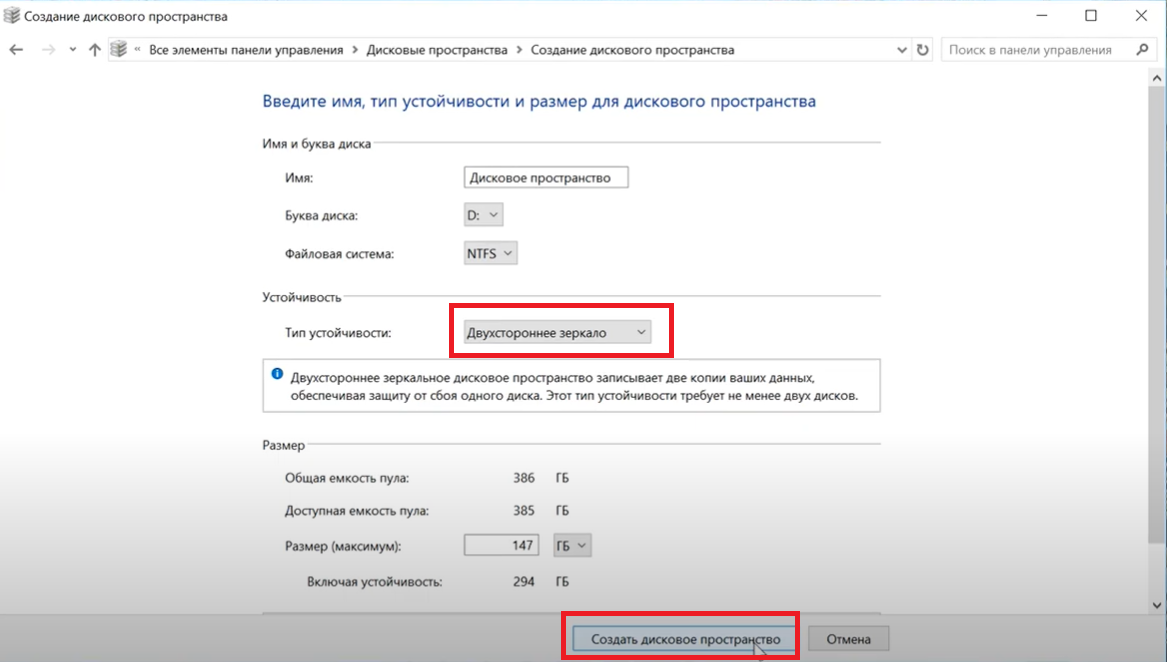 Создание дискового пространства
« Все элементы панели управления > Дисковые пространства > Создание дискового пространства
Поиск в панели управления
Введите имя, тип устойчивости и размер для дискового пространства
Имя и буква диска
Имя: Дисковое пространство
Буква диска: D:
Файловая система: NTFS
Устойчивость
Тип устойчивости: Двухстороннее зеркало
Двухстороннее зеркальное дисковое пространство записывает две копии ваших данных,
обеспечивая защиту от сбоя одного диска. Этот тип устойчивости требует не менее двух дисков.
Размер
Общая емкость пула: 386 ГБ
Доступная емкость пула: 385 ГБ
Размер (максимум): 147 ГБ
Включая устойчивость: 294 ГБ
Создать дисковое пространство Отмена